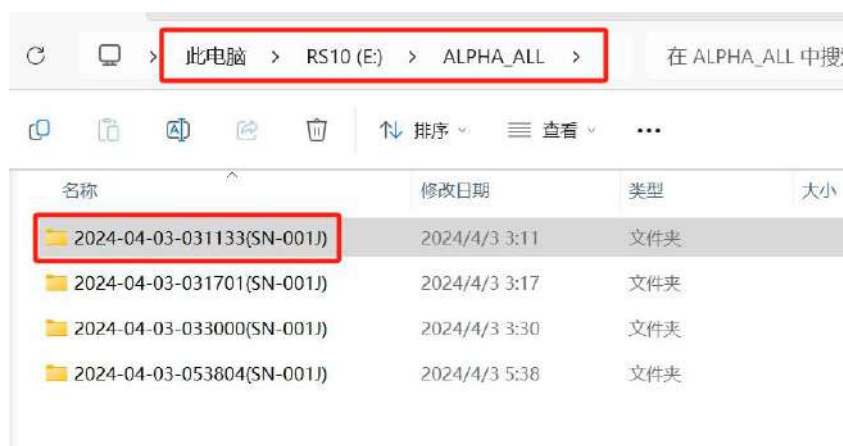 此电脑 > RS10 (E:) > ALPHA_ALL > 在 ALPHA_ALL 中搜
排序 查看 •••
名称 修改日期 类型 大小
2024-04-03-031133(SN-001J) 2024/4/3 3:11 文件夹
2024-04-03-031701(SN-001J) 2024/4/3 3:17 文件夹
2024-04-03-033000(SN-001J) 2024/4/3 3:30 文件夹
2024-04-03-053804(SN-001J) 2024/4/3 5:38 文件夹